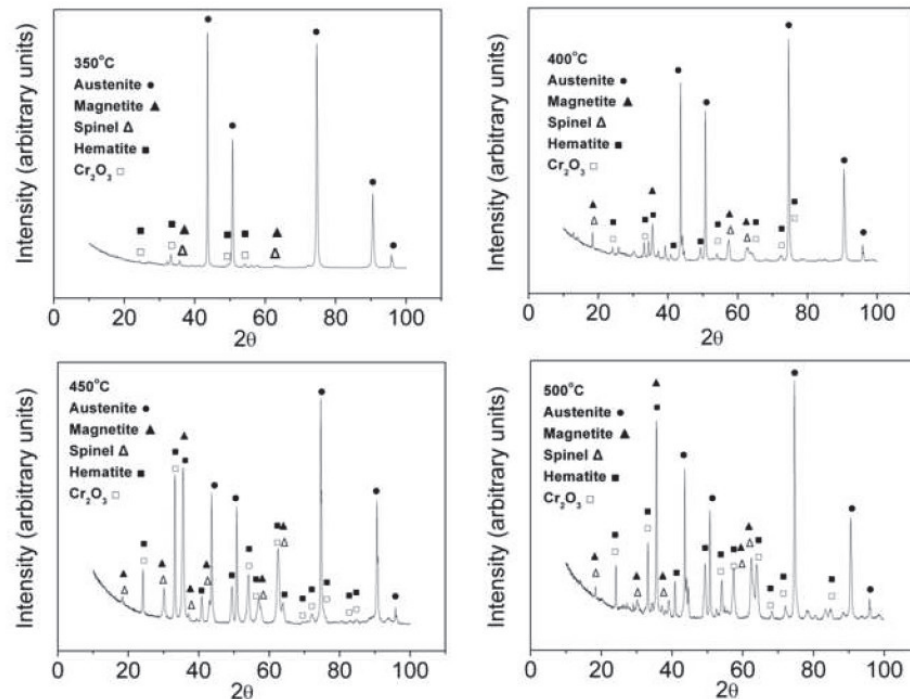 Intensity (arbitrary units)
350°C
Austenite ●
Magnetite ▲
Spinel Δ
Hematite ■
Cr₂O₃ □
0 20 40 60 80 100
2θ
Intensity (arbitrary units)
400°C
Austenite ●
Magnetite ▲
Spinel Δ
Hematite ■
Cr₂O₃ □
0 20 40 60 80 100
2θ
Intensity (arbitrary units)
450°C
Austenite ●
Magnetite ▲
Spinel Δ
Hematite ■
Cr₂O₃ □
0 20 40 60 80 100
2θ
Intensity (arbitrary units)
500°C
Austenite ●
Magnetite ▲
Spinel Δ
Hematite ■
Cr₂O₃ □
0 20 40 60 80 100
2θ